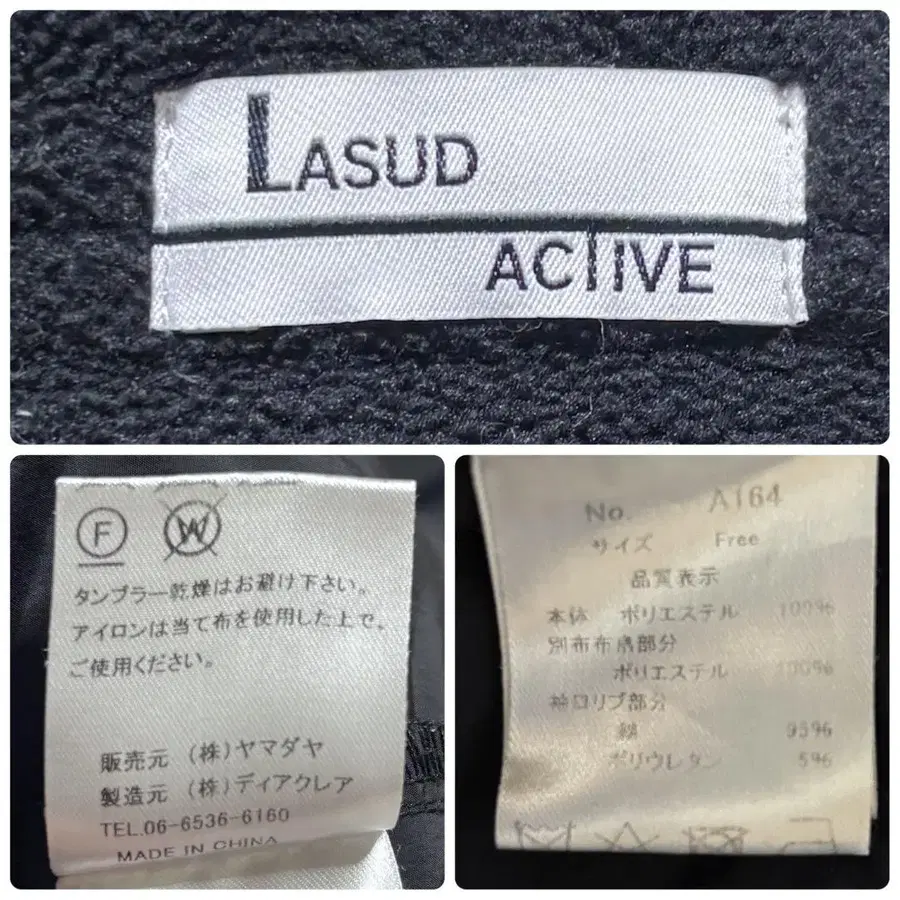 LASUD
ACTIVE
F W
タンブラー乾燥はお避け下さい。
アイロンは当て布を使用した上で、
ご使用ください。
販売元 (株)ヤマダヤ
製造元 (株)ディアクレア
TEL.06-6536-6160
MADE IN CHINA
No. A164
サイズ Free
品質表示
本体 ポリエステル 100%
別布布帛部分
ポリエステル 100%
袖口リブ部分
綿 95%
ポリウレタン 5%